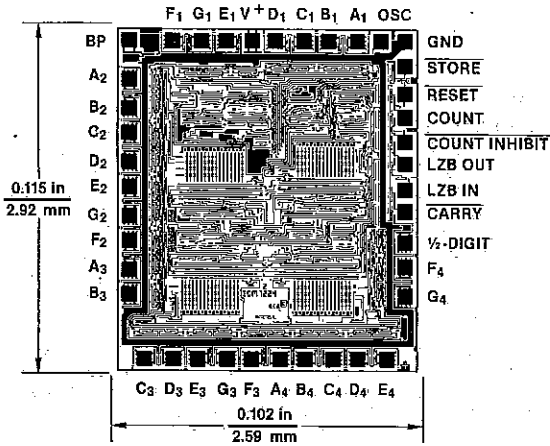 F1 G1 E1 V+ D1 C1 B1 A1 OSC
BP
GND
A2
STORE
RESET
B2
COUNT
C2
COUNT INHIBIT
D2
LZB OUT
0.115 in
2.92 mm
E2
LZB IN
G2
CARRY
F2
½-DIGIT
A3
F4
B3
G4
C3 D3 E3 G3 F3 A4 B4 C4 D4 E4
0.102 in
2.59 mm